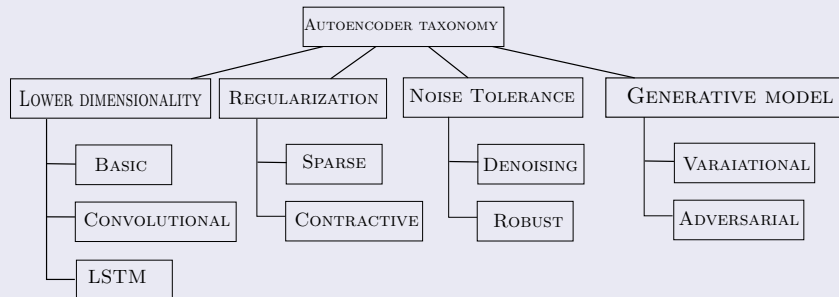 AUTOENCODER TAXONOMY
LOWER DIMENSIONALITY
REGULARIZATION
NOISE TOLERANCE
GENERATIVE MODEL
BASIC
CONVOLUTIONAL
LSTM
SPARSE
CONTRACTIVE
DENOISING
ROBUST
VARAIATIONAL
ADVERSARIAL